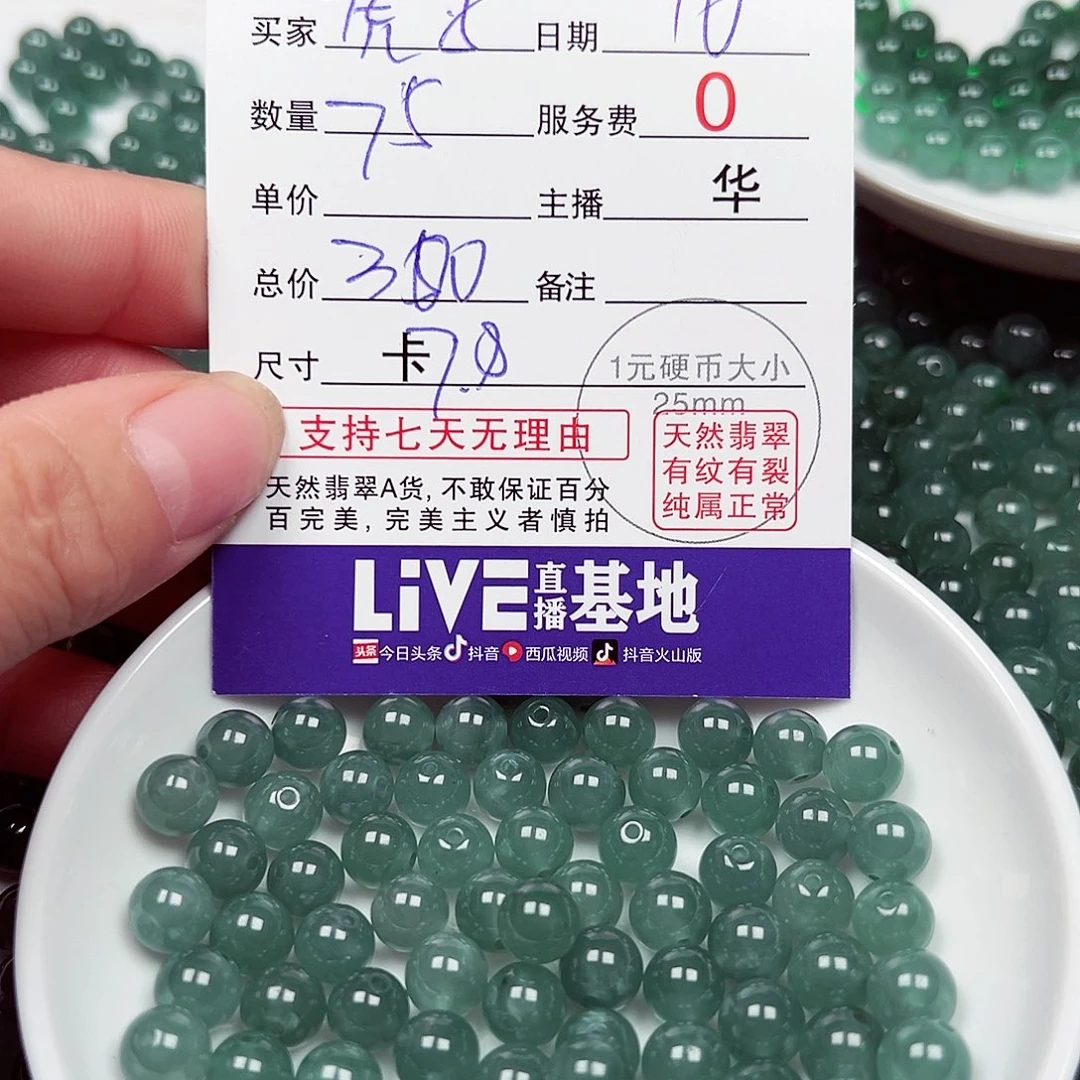 买家 虎 日期
数量 75 服务费 0
单价 主播 华
总价 300 备注
尺寸 卡 7.8 1元硬币大小
25mm
支持七天无理由
天然翡翠
有纹有裂
纯属正常
天然翡翠A货,不敢保证百分
百完美,完美主义者慎拍
LiVE直播基地
头条 今日头条 抖音 西瓜视频 抖音火山版